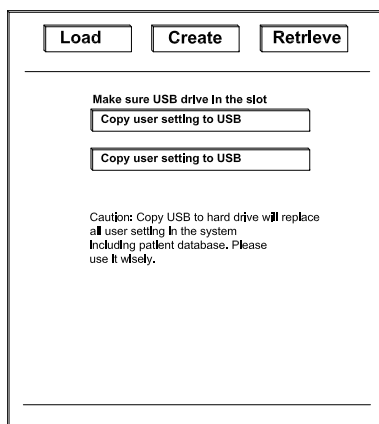 Load Create Retrieve
Make sure USB drive in the slot
Copy user setting to USB
Copy user setting to USB
Caution: Copy USB to hard drive will replace
all user setting in the system
including patient database. Please
use it wisely.